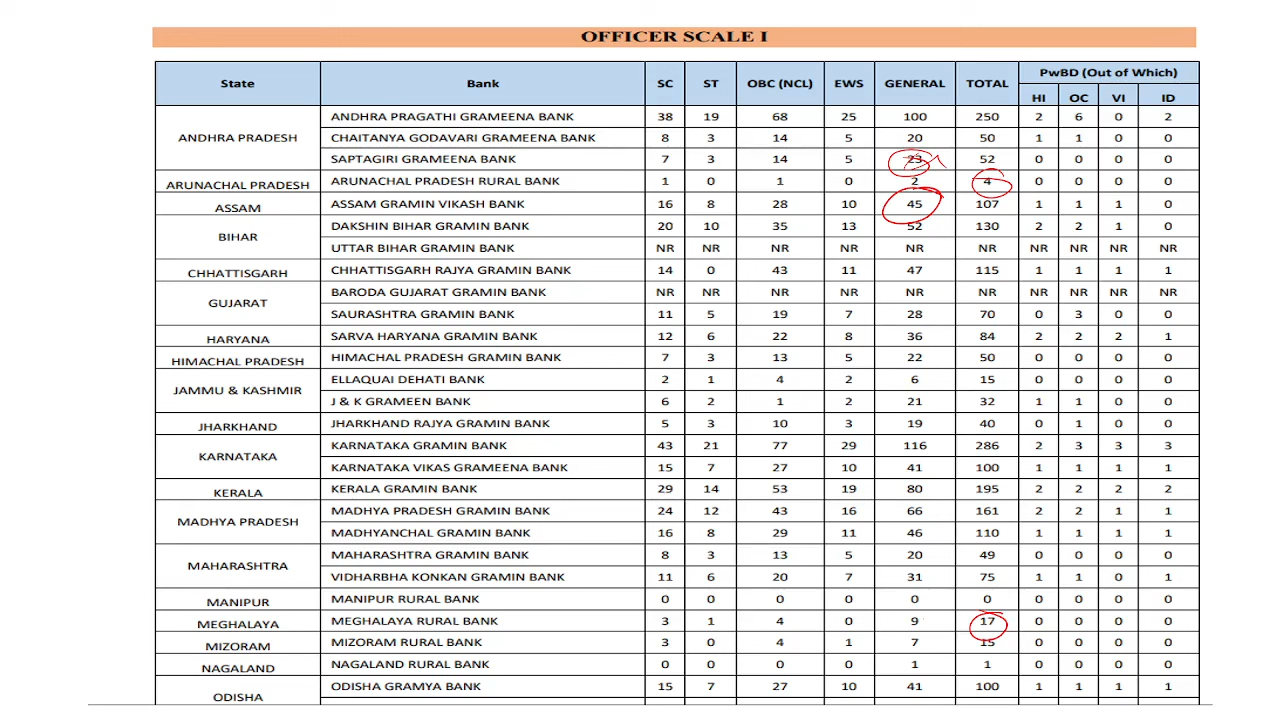 OFFICER SCALE I
State Bank SC ST OBC (NCL) EWS GENERAL TOTAL PwBD (Out of Which)
HI OC VI ID
ANDHRA PRADESH ANDHRA PRAGATHI GRAMEENA BANK 38 19 68 25 100 250 2 6 0 2
CHAITANYA GODAVARI GRAMEENA BANK 8 3 14 5 20 50 1 1 0 0
SAPTAGIRI GRAMEENA BANK 7 3 14 5 23 52 0 0 0 0
ARUNACHAL PRADESH ARUNACHAL PRADESH RURAL BANK 1 0 1 0 2 4 0 0 0 0
ASSAM ASSAM GRAMIN VIKASH BANK 16 8 28 10 45 107 1 1 1 0
BIHAR DAKSHIN BIHAR GRAMIN BANK 20 10 35 13 52 130 2 2 1 0
UTTAR BIHAR GRAMIN BANK NR NR NR NR NR NR NR NR NR NR
CHHATTISGARH CHHATTISGARH RAJYA GRAMIN BANK 14 0 43 11 47 115 1 1 1 1
GUJARAT BARODA GUJARAT GRAMIN BANK NR NR NR NR NR NR NR NR NR NR
SAURASHTRA GRAMIN BANK 11 5 19 7 28 70 0 3 0 0
HARYANA SARVA HARYANA GRAMIN BANK 12 6 22 8 36 84 2 2 2 1
HIMACHAL PRADESH HIMACHAL PRADESH GRAMIN BANK 7 3 13 5 22 50 0 0 0 0
JAMMU & KASHMIR ELLAQUAI DEHATI BANK 2 1 4 2 6 15 0 0 0 0
J & K GRAMEEN BANK 6 2 1 2 21 32 1 1 0 0
JHARKHAND JHARKHAND RAJYA GRAMIN BANK 5 3 10 3 19 40 0 1 0 0
KARNATAKA KARNATAKA GRAMIN BANK 43 21 77 29 116 286 2 3 3 3
KARNATAKA VIKAS GRAMEENA BANK 15 7 27 10 41 100 1 1 1 1
KERALA KERALA GRAMIN BANK 29 14 53 19 80 195 2 2 2 2
MADHYA PRADESH MADHYA PRADESH GRAMIN BANK 24 12 43 16 66 161 2 2 1 1
MADHYANCHAL GRAMIN BANK 16 8 29 11 46 110 1 1 1 1
MAHARASHTRA MAHARASHTRA GRAMIN BANK 8 3 13 5 20 49 0 0 0 0
VIDHARBHA KONKAN GRAMIN BANK 11 6 20 7 31 75 1 1 0 1
MANIPUR MANIPUR RURAL BANK 0 0 0 0 0 0 0 0 0 0
MEGHALAYA MEGHALAYA RURAL BANK 3 1 4 0 9 17 0 0 0 0
MIZORAM MIZORAM RURAL BANK 3 0 4 1 7 15 0 0 0 0
NAGALAND NAGALAND RURAL BANK 0 0 0 0 1 1 0 0 0 0
ODISHA ODISHA GRAMYA BANK 15 7 27 10 41 100 1 1 1 1